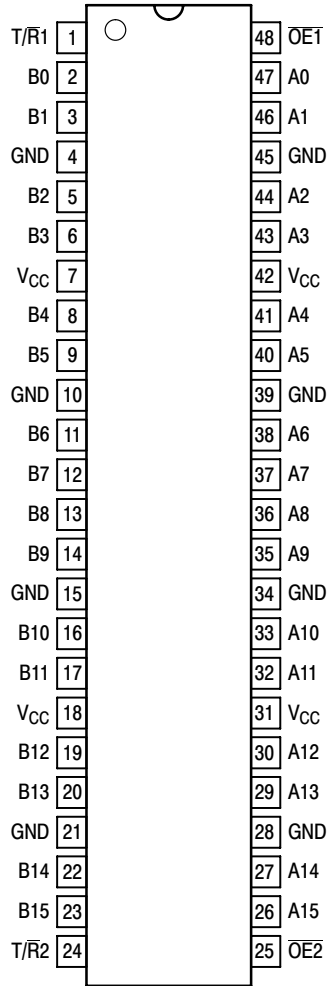 T/R̅1 1 48 O̅E̅1̅
B0 2 47 A0
B1 3 46 A1
GND 4 45 GND
B2 5 44 A2
B3 6 43 A3
VCC 7 42 VCC
B4 8 41 A4
B5 9 40 A5
GND 10 39 GND
B6 11 38 A6
B7 12 37 A7
B8 13 36 A8
B9 14 35 A9
GND 15 34 GND
B10 16 33 A10
B11 17 32 A11
VCC 18 31 VCC
B12 19 30 A12
B13 20 29 A13
GND 21 28 GND
B14 22 27 A14
B15 23 26 A15
T/R̅2 24 25 O̅E̅2̅